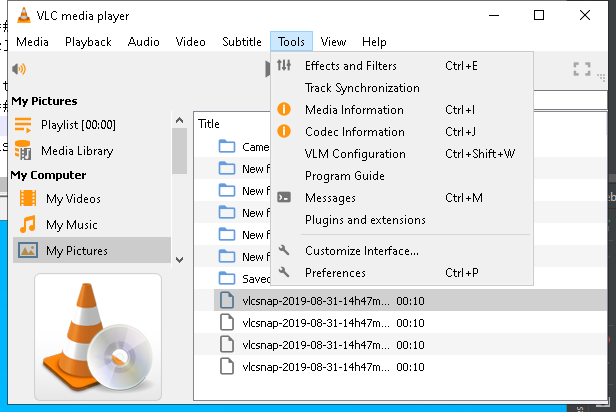 VLC media player
Media Playback Audio Video Subtitle Tools View Help
Effects and Filters Ctrl+E
Track Synchronization
Media Information Ctrl+I
Codec Information Ctrl+J
VLM Configuration Ctrl+Shift+W
Program Guide
Messages Ctrl+M
Plugins and extensions
Customize Interface...
Preferences Ctrl+P
My Pictures
Playlist [00:00]
Media Library
My Computer
My Videos
My Music
My Pictures
Title
Came
New f
New f
New f
New f
New f
Saved
vlcsnap-2019-08-31-14h47m... 00:10
vlcsnap-2019-08-31-14h47m... 00:10
vlcsnap-2019-08-31-14h47m... 00:10
vlcsnap-2019-08-31-14h47m... 00:10